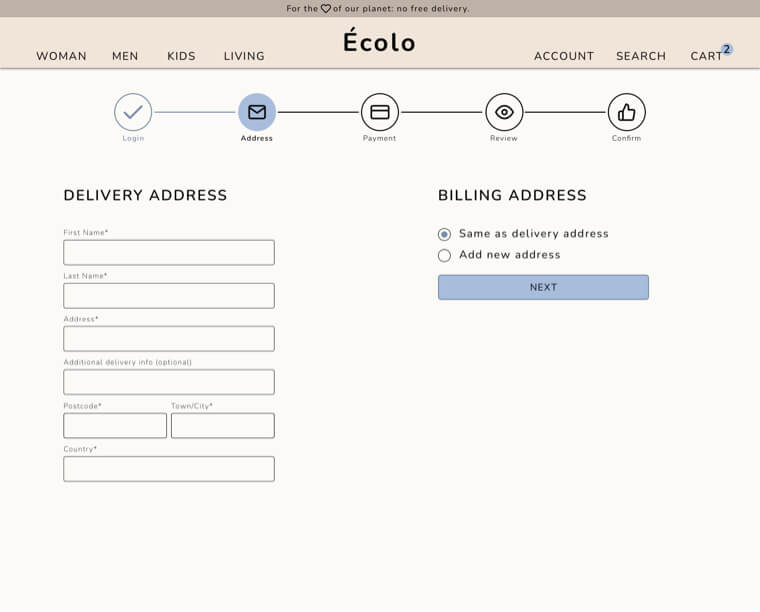 For the of our planet: no free delivery.
Écolo
WOMAN MEN KIDS LIVING ACCOUNT SEARCH CART 2
Login Address Payment Review Confirm
DELIVERY ADDRESS
First Name*
Last Name*
Address*
Additional delivery info (optional)
Postcode* Town/City*
Country*
BILLING ADDRESS
Same as delivery address
Add new address
NEXT